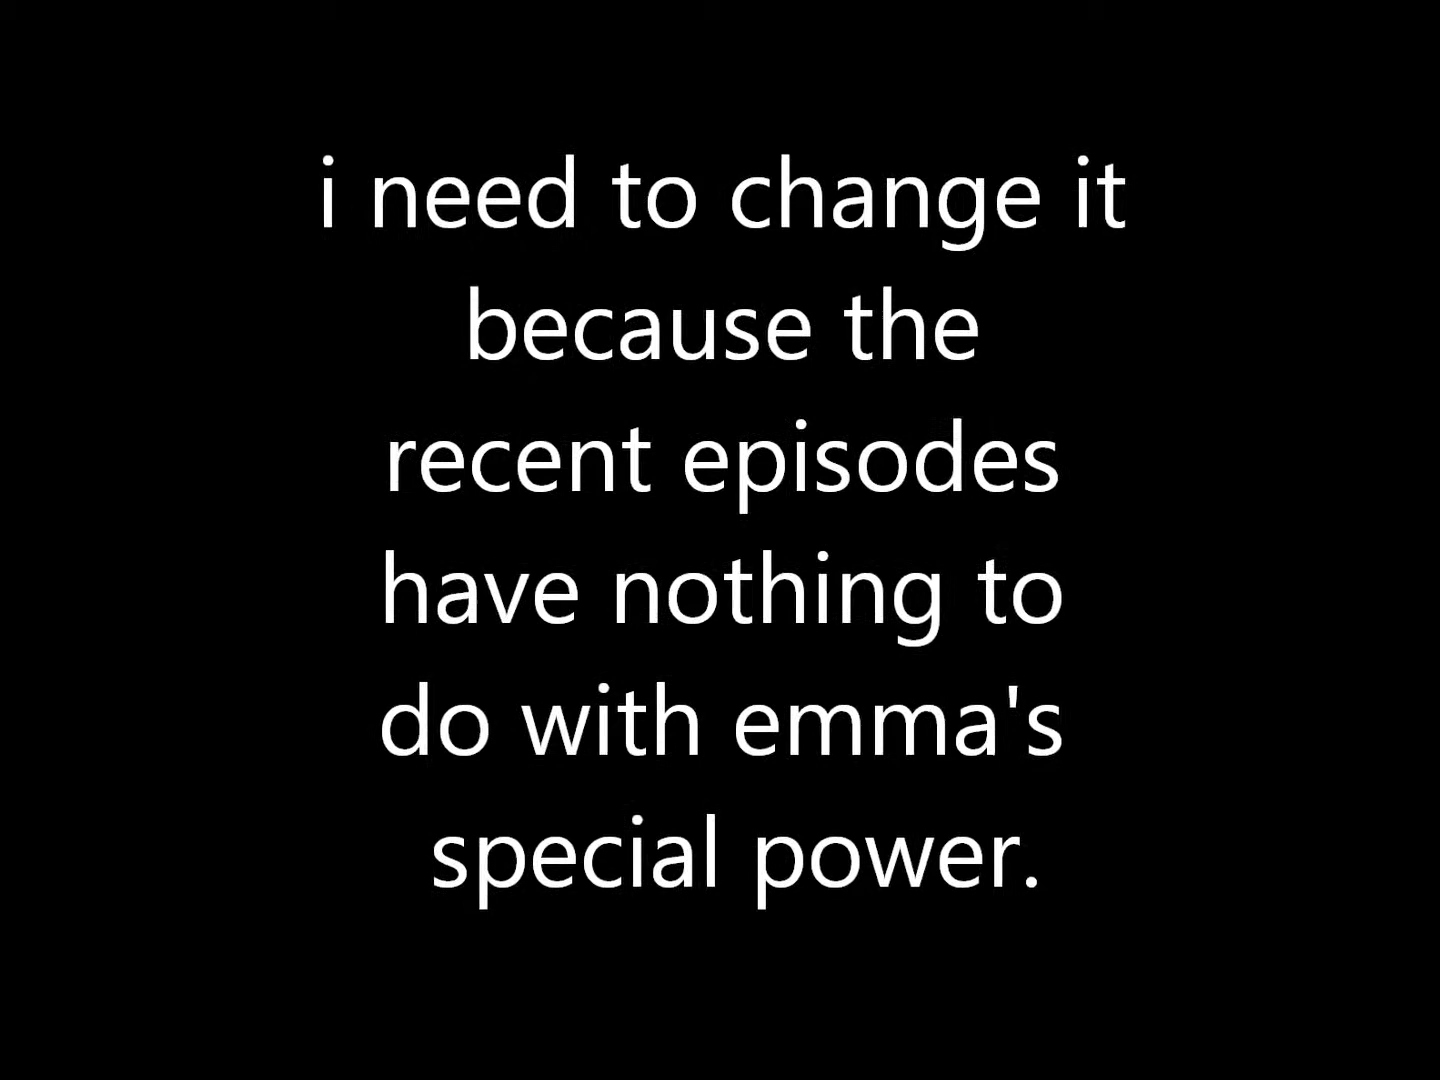 i need to change it
because the
recent episodes
have nothing to
do with emma's
special power.